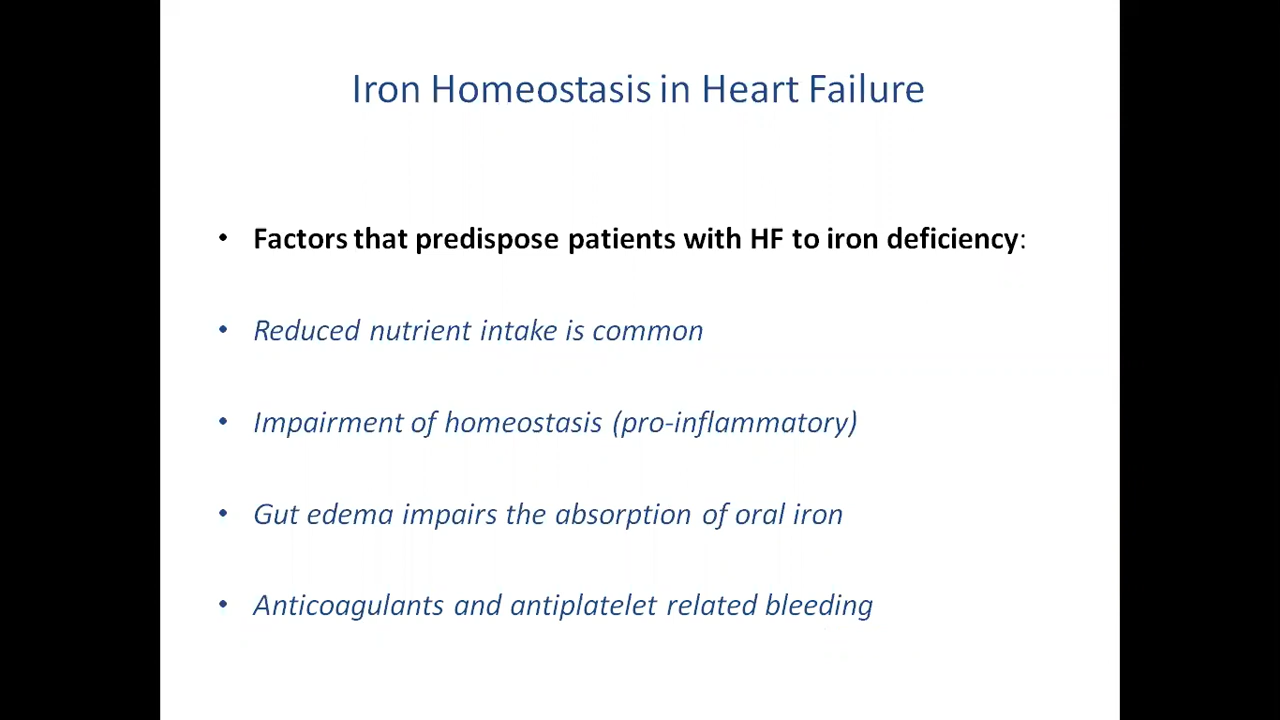 Iron Homeostasis in Heart Failure
• Factors that predispose patients with HF to iron deficiency:
• Reduced nutrient intake is common
• Impairment of homeostasis (pro-inflammatory)
• Gut edema impairs the absorption of oral iron
• Anticoagulants and antiplatelet related bleeding